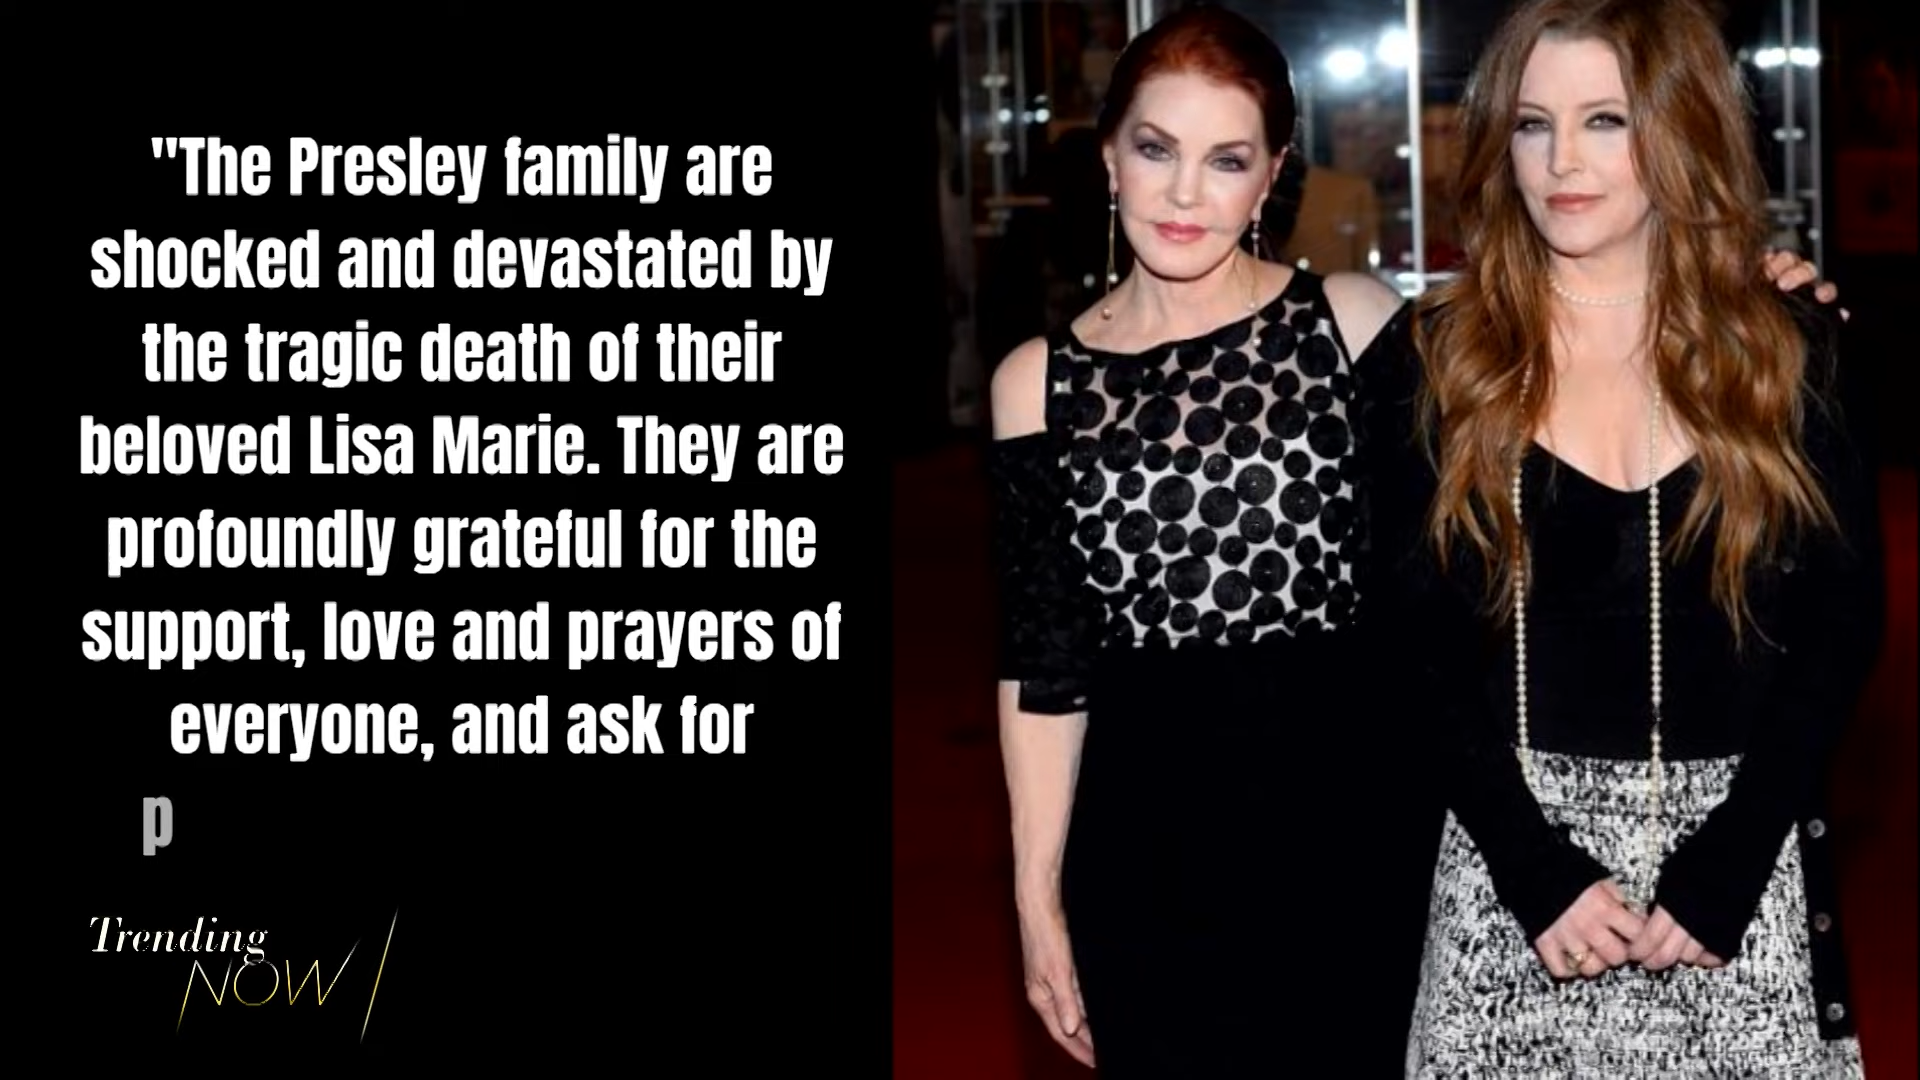 "The Presley family are
shocked and devastated by
the tragic death of their
beloved Lisa Marie. They are
profoundly grateful for the
support, love and prayers of
everyone, and ask for
p
Trending
NOW